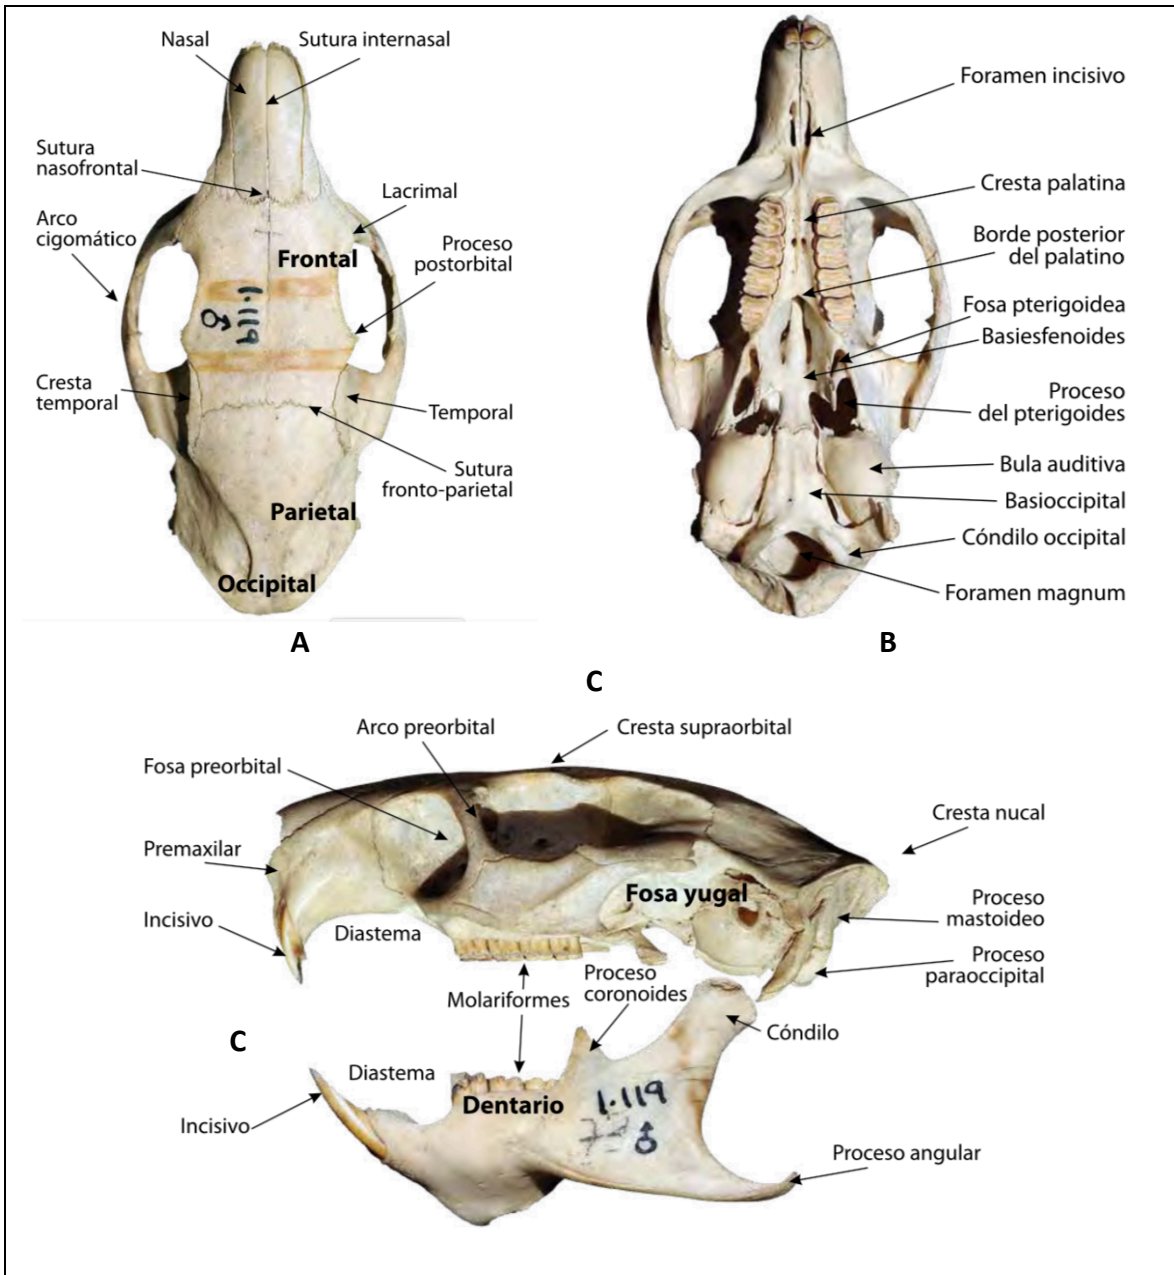 Nasal
Sutura internasal
Sutura
nasofrontal
Lacrimal
Arco
cigomático
Proceso
postorbital
Frontal
1·119
♂
Cresta
temporal
Temporal
Sutura
fronto-parietal
Parietal
Occipital
A
Foramen incisivo
Cresta palatina
Borde posterior
del palatino
Fosa pterigoidea
Basiesfenoides
Proceso
del pterigoides
Bula auditiva
Basioccipital
Cóndilo occipital
Foramen magnum
B
C
Arco preorbital
Cresta supraorbital
Fosa preorbital
Cresta nucal
Premaxilar
Fosa yugal
Proceso
mastoideo
Incisivo
Diastema
Proceso
paraoccipital
Proceso
coronoides
Molariformes
Cóndilo
C
Diastema
Dentario
1·119
♂
Incisivo
Proceso angular